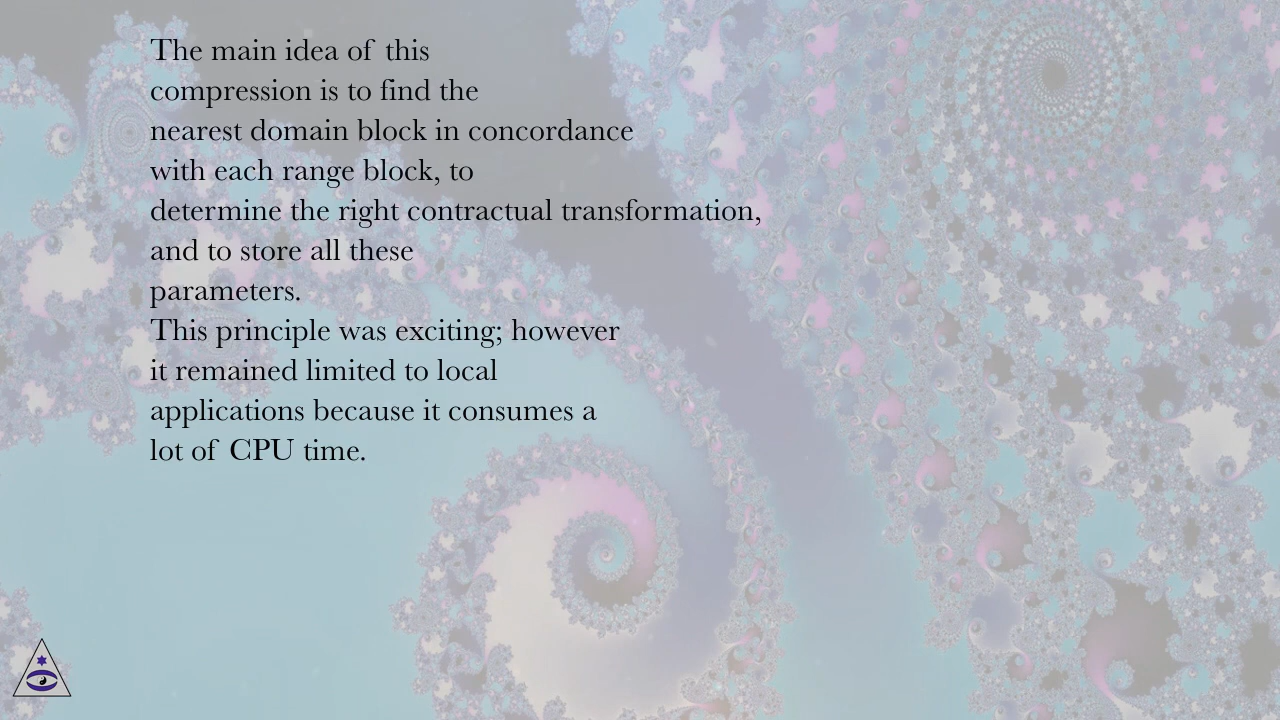 The main idea of this
compression is to find the
nearest domain block in concordance
with each range block, to
determine the right contractual transformation,
and to store all these
parameters.
This principle was exciting; however
it remained limited to local
applications because it consumes a
lot of CPU time.